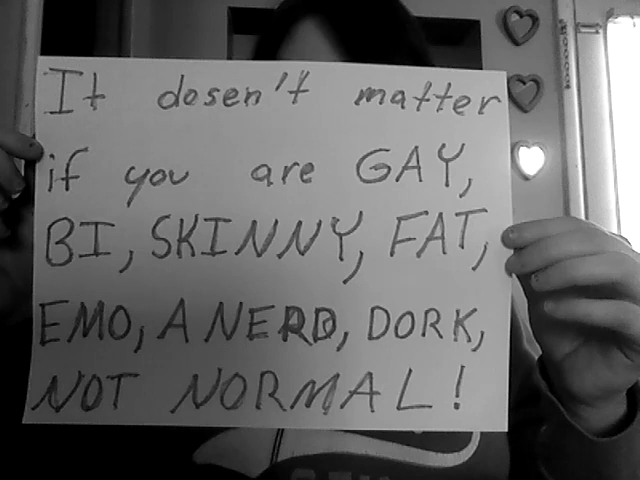 It dosen't matter
if you are GAY,
BI, SKINNY, FAT,
EMO, A NERD, DORK,
NOT NORMAL!